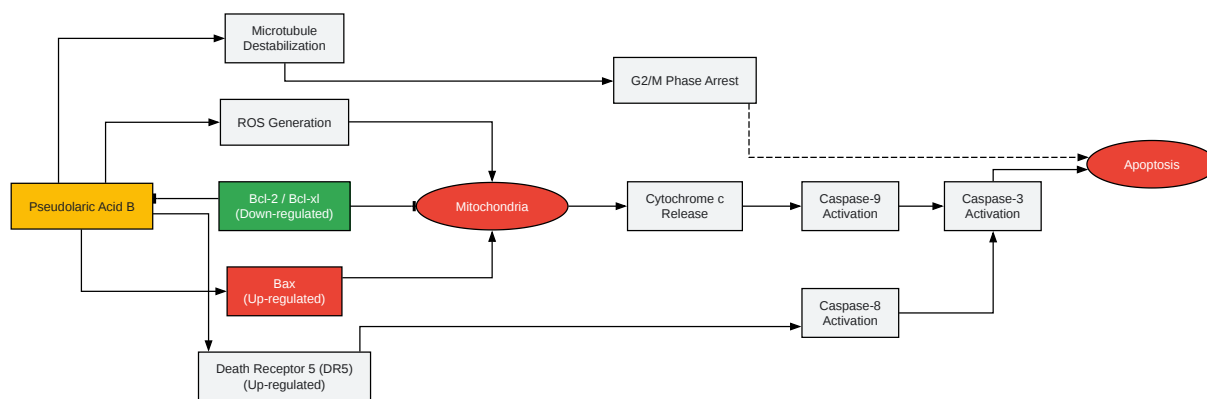 Microtubule
Destabilization
G2/M Phase Arrest
ROS Generation
Apoptosis
Pseudolaric Acid B
Bcl-2 / Bcl-xl
(Down-regulated)
Mitochondria
Cytochrome c
Release
Caspase-9
Activation
Caspase-3
Activation
Bax
(Up-regulated)
Caspase-8
Activation
Death Receptor 5 (DR5)
(Up-regulated)